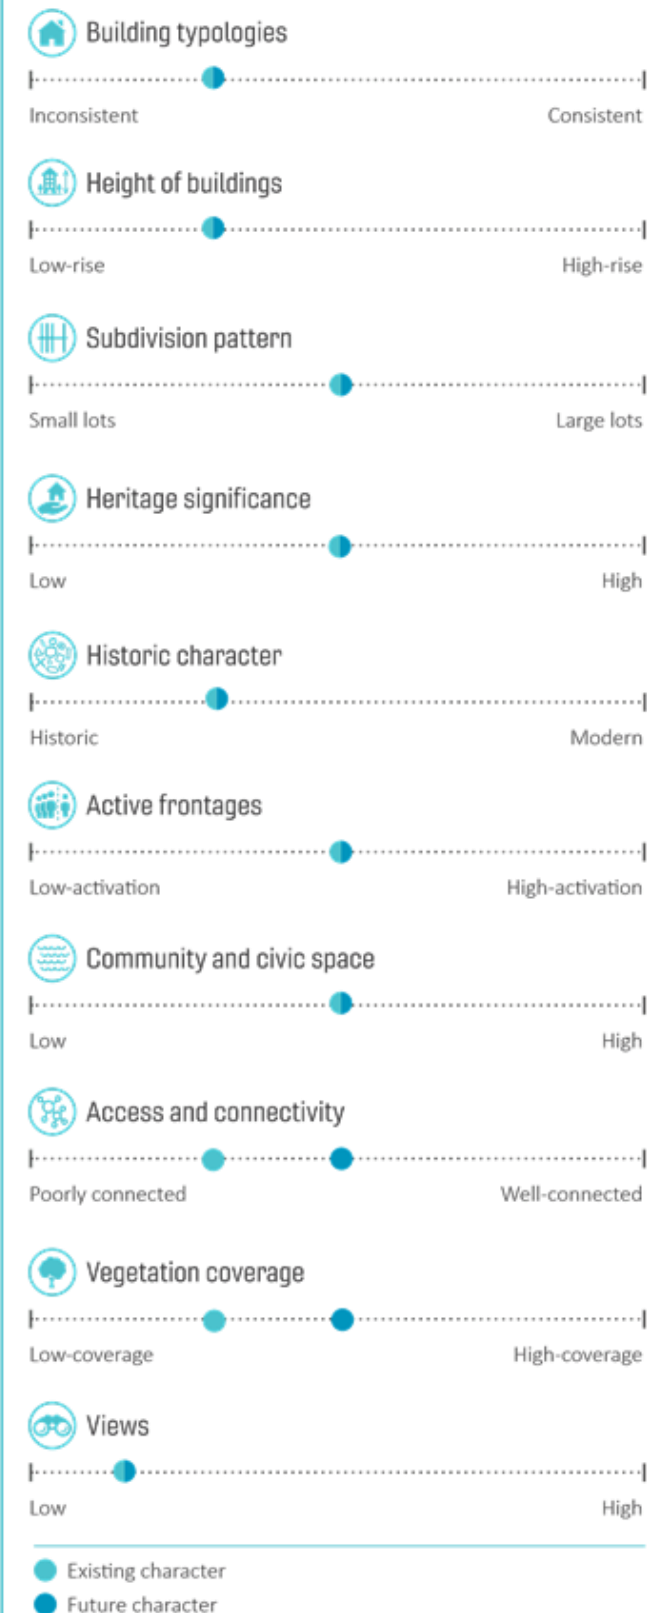 Building typologies
Inconsistent Consistent
Height of buildings
Low-rise High-rise
Subdivision pattern
Small lots Large lots
Heritage significance
Low High
Historic character
Historic Modern
Active frontages
Low-activation High-activation
Community and civic space
Low High
Access and connectivity
Poorly connected Well-connected
Vegetation coverage
Low-coverage High-coverage
Views
Low High
Existing character
Future character